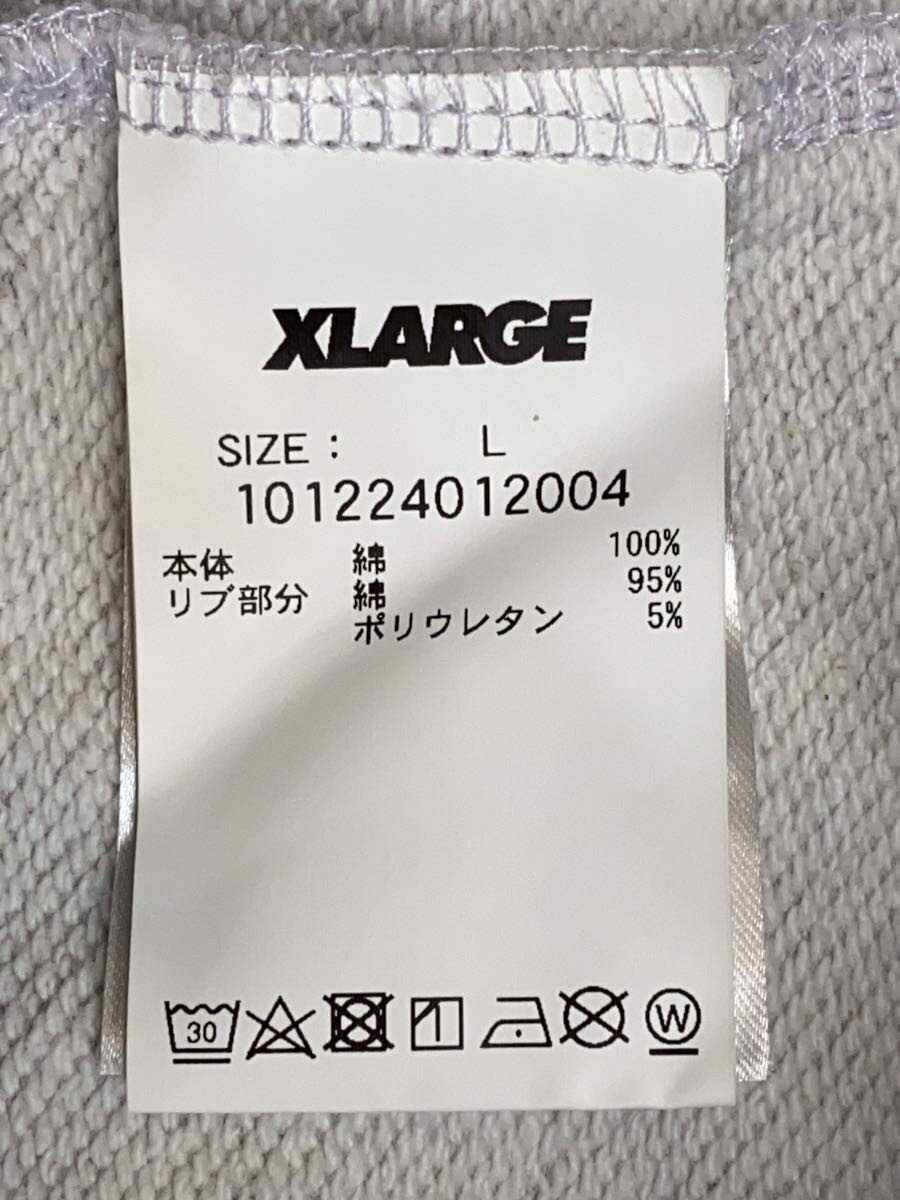 XLARGE
SIZE : L
101224012004
本体 綿 100%
リブ部分 綿 95%
ポリウレタン 5%
30 W